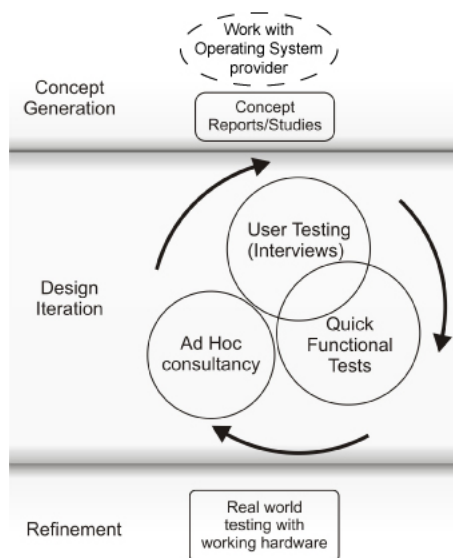 Work with
Operating System
provider
Concept
Generation
Concept
Reports/Studies
User Testing
(Interviews)
Design
Iteration
Ad Hoc
consultancy
Quick
Functional
Tests
Refinement
Real world
testing with
working hardware